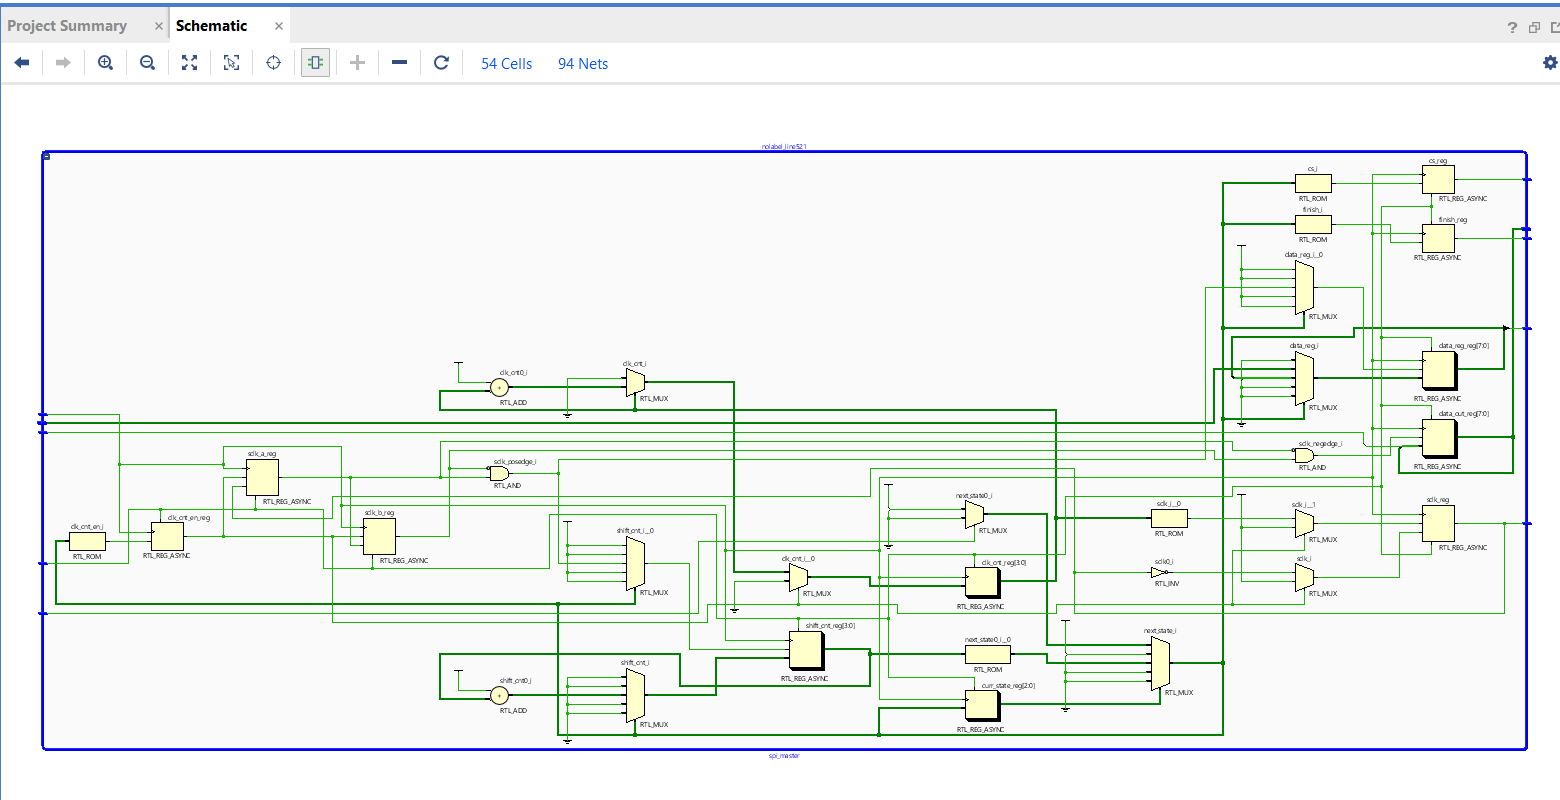 Project Summary
Schematic
54 Cells 94 Nets
nolabel_line521
cs_i
RTL_ROM
cs_reg
RTL_REG_ASYNC
finish_i
RTL_ROM
finish_reg
RTL_REG_ASYNC
data_reg_i__0
RTL_MUX
data_reg_i
RTL_MUX
data_reg_reg[7:0]
RTL_REG_ASYNC
clk_cnt0_i
RTL_ADD
clk_cnt_i
RTL_MUX
data_out_reg[7:0]
RTL_REG_ASYNC
sclk_a_reg
RTL_REG_ASYNC
sclk_posedge_i
RTL_AND
sclk_negedge_i
RTL_AND
clk_cnt_en_i
RTL_ROM
clk_cnt_en_reg
RTL_REG_ASYNC
sclk_b_reg
RTL_REG_ASYNC
shift_cnt_i__0
RTL_MUX
next_state0_i
RTL_MUX
sclk_i__0
RTL_ROM
sclk_i__1
RTL_MUX
sclk_reg
RTL_REG_ASYNC
clk_cnt_i__0
RTL_MUX
clk_cnt_reg[3:0]
RTL_REG_ASYNC
sclk0_i
RTL_INV
sclk_i
RTL_MUX
shift_cnt_reg[3:0]
RTL_REG_ASYNC
next_state0_i__0
RTL_ROM
next_state_i
RTL_MUX
shift_cnt0_i
RTL_ADD
shift_cnt_i
RTL_MUX
curr_state_reg[2:0]
RTL_REG_ASYNC
spi_master